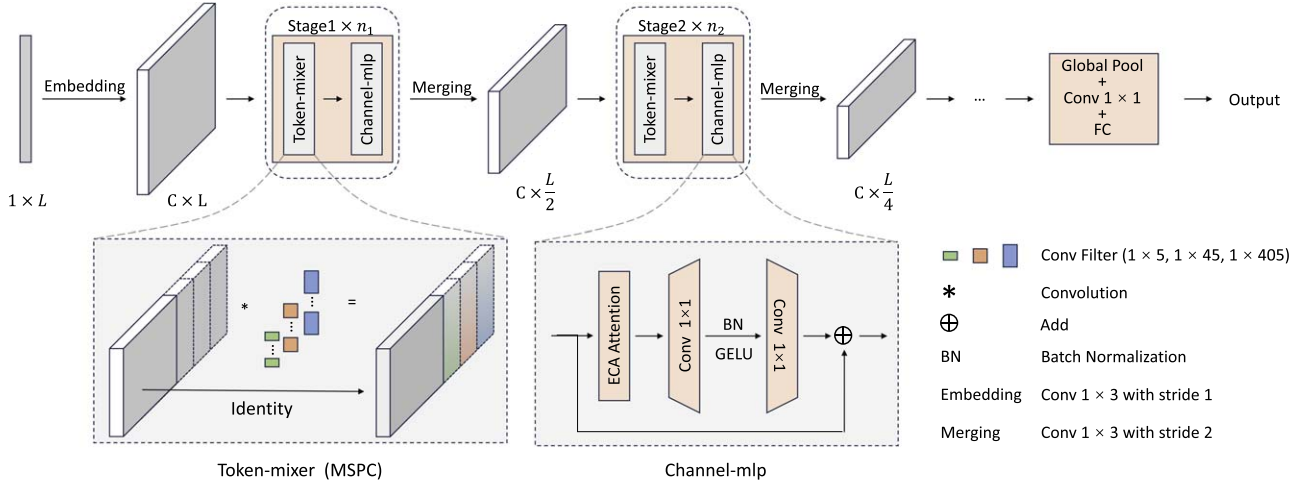 Stage1 × n₁
Stage2 × n₂
Embedding
Token-mixer
Channel-mlp
Merging
Token-mixer
Channel-mlp
Merging
...
Global Pool
+
Conv 1 × 1
+
FC
Output
1 × L
C × L
C × L/2
C × L/4
*
=
Identity
Token-mixer (MSPC)
ECA Attention
Conv 1×1
BN
GELU
Conv 1×1
Channel-mlp
Conv Filter (1 × 5, 1 × 45, 1 × 405)
* Convolution
⊕ Add
BN Batch Normalization
Embedding Conv 1 × 3 with stride 1
Merging Conv 1 × 3 with stride 2